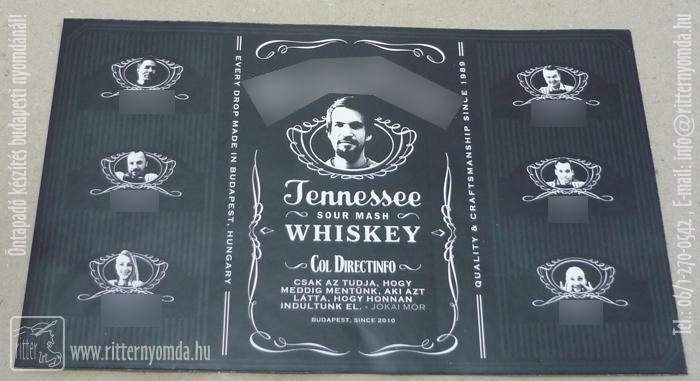 EVERY DROP MADE IN BUDAPEST, HUNGARY
Tennessee
SOUR MASH
WHISKEY
COL DIRECTINFO
CSAK AZ TUDJA, HOGY
MEDDIG MENTÜNK, AKI AZT
LÁTTA, HOGY HONNAN
INDULTUNK EL. - JÓKAI MÓR
BUDAPEST, SINCE 2010
QUALITY & CRAFTSMANSHIP SINCE 1989
Öntapadó készítés budapesti nyomdánál!
Tel.: 06/1-270-0542. E-mail: info@ritternyomda.hu
ritter
www.ritternyomda.hu